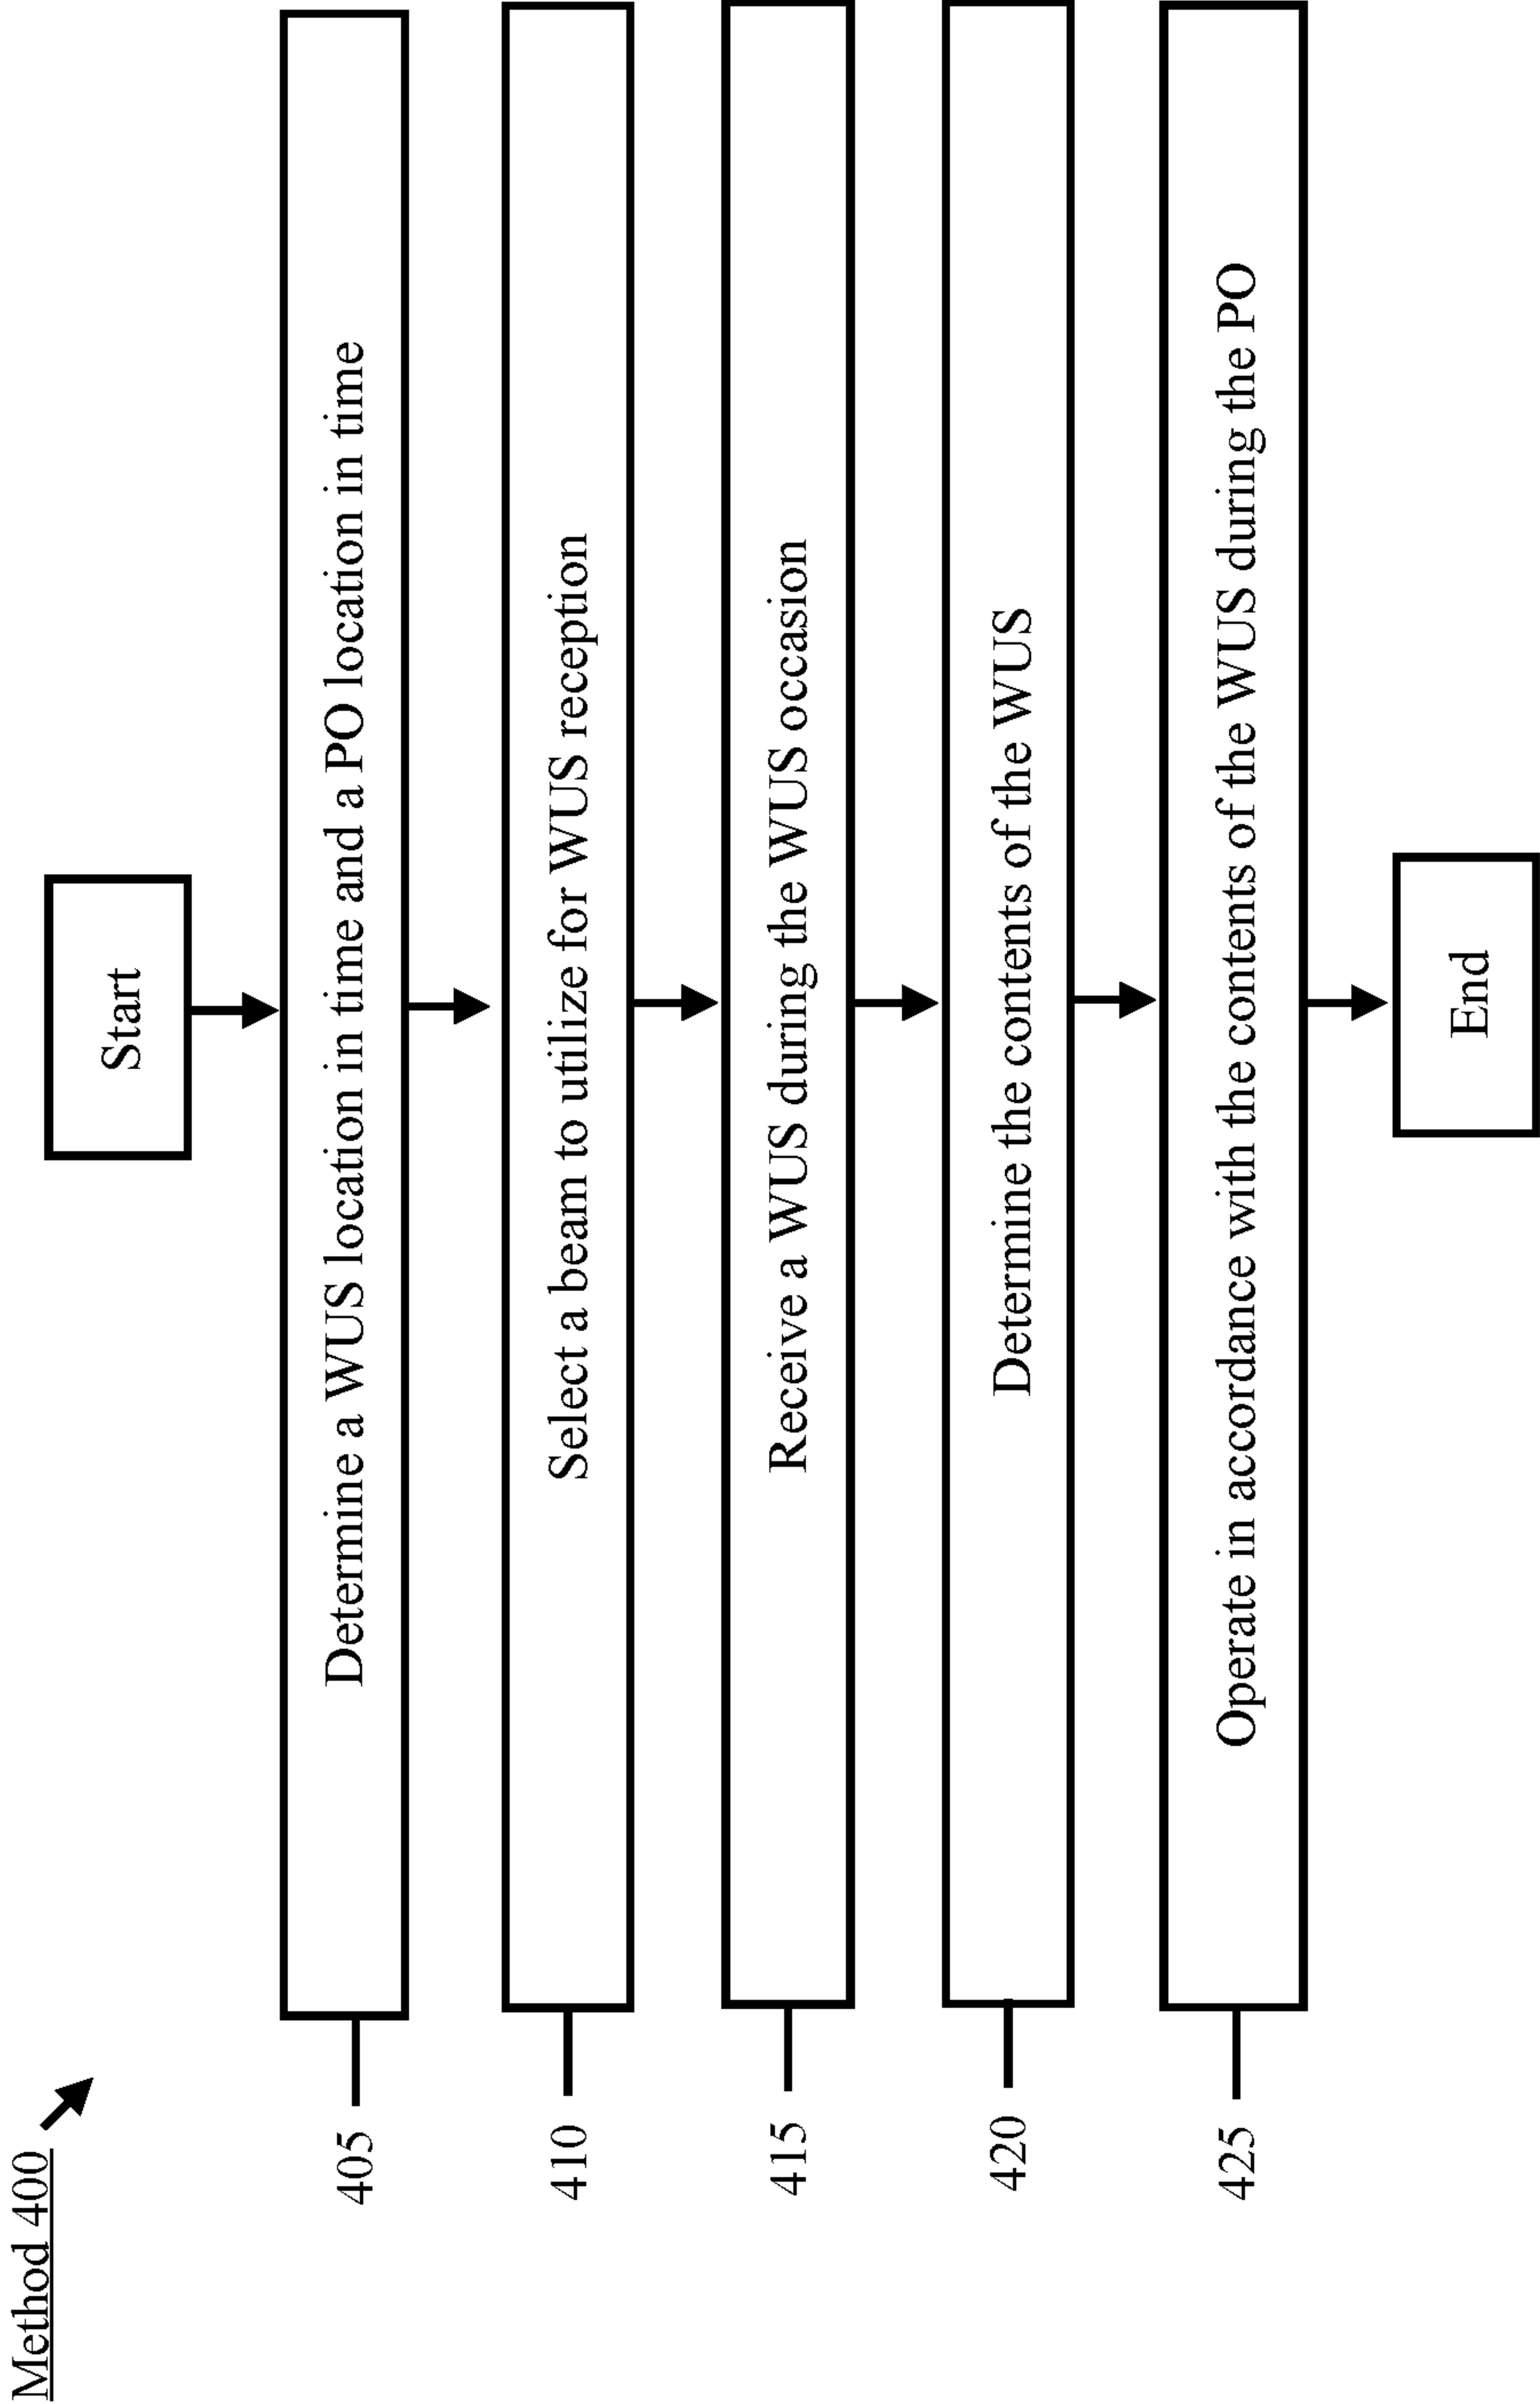 Method 400
Start
405
Determine a WUS location in time and a PO location in time
410
Select a beam to utilize for WUS reception
415
Receive a WUS during the WUS occasion
420
Determine the contents of the WUS
425
Operate in accordance with the contents of the WUS during the PO
End